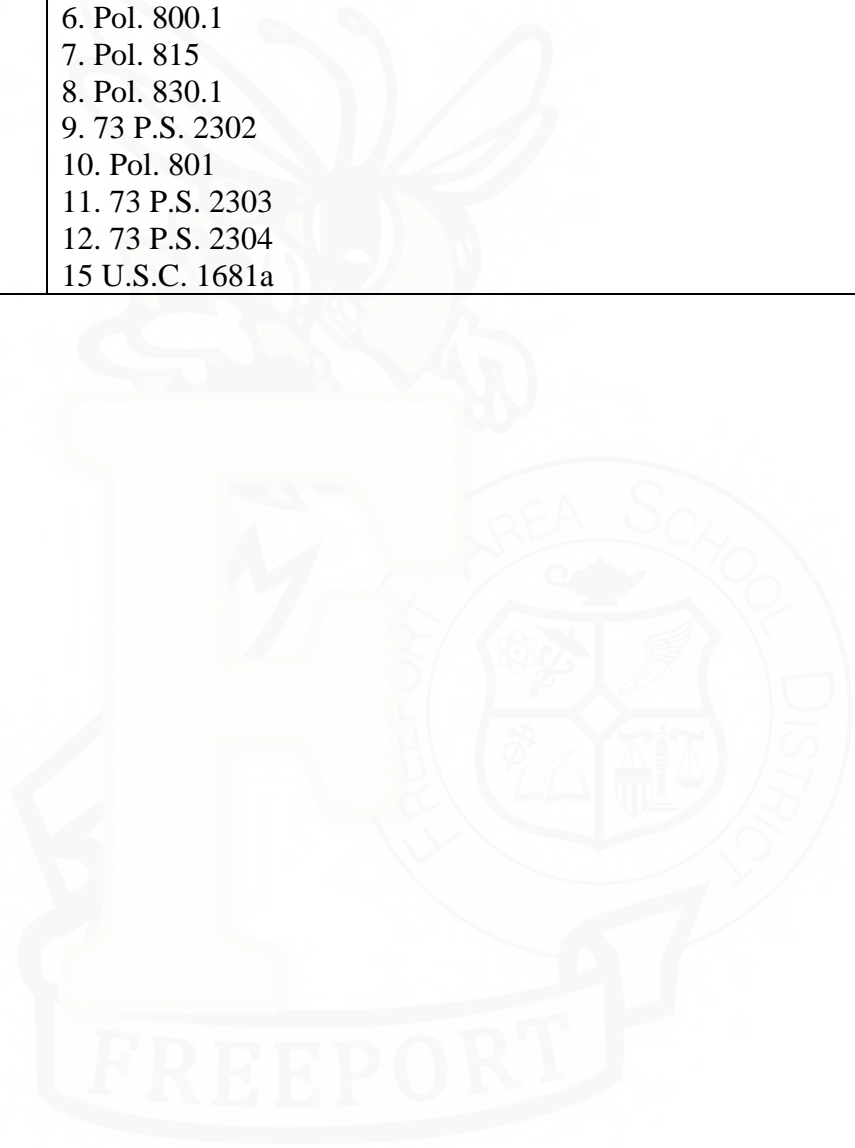 6. Pol. 800.1
7. Pol. 815
8. Pol. 830.1
9. 73 P.S. 2302
10. Pol. 801
11. 73 P.S. 2303
12. 73 P.S. 2304
15 U.S.C. 1681a
FREEPORT AREA SCHOOL DISTRICT
FREEPORT